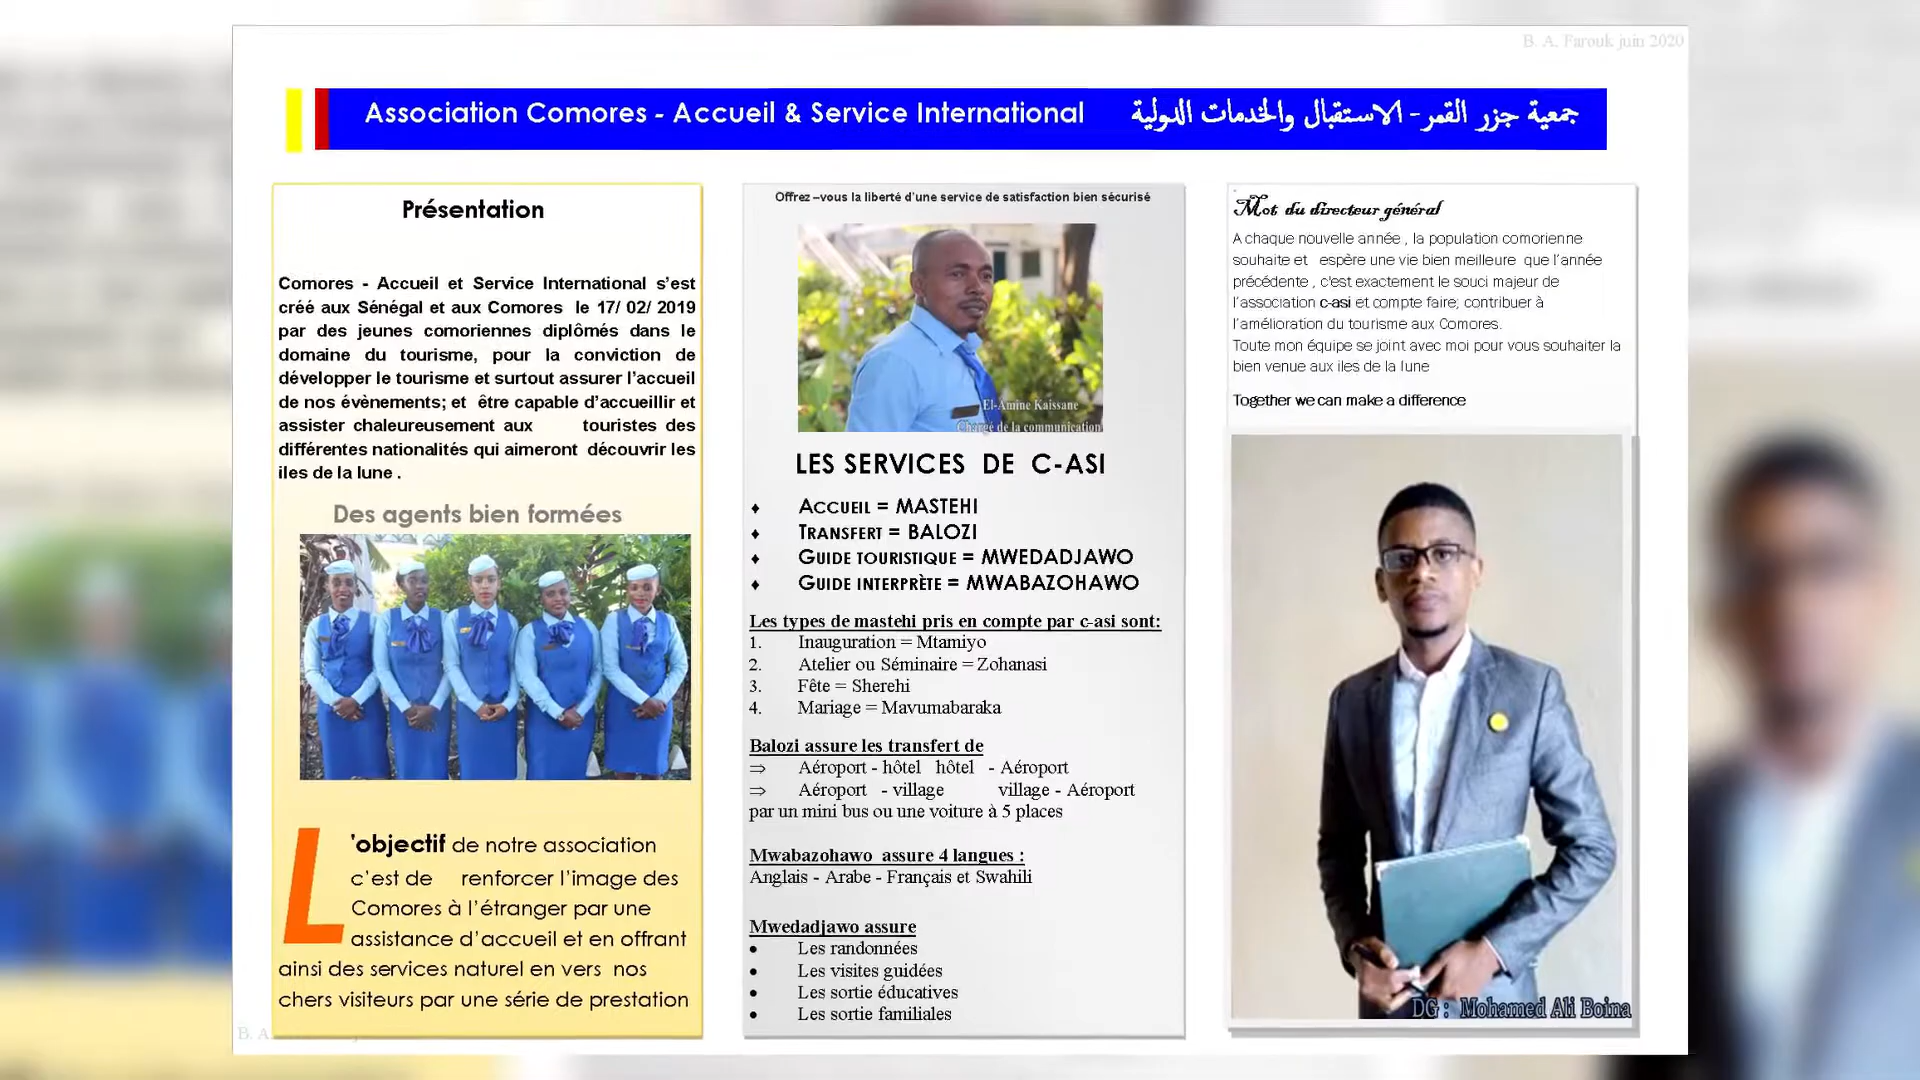 B. A. Farouk juin 2020
Association Comores - Accueil & Service International
جمعية جزر القمر- الاستقبال والخدمات الدولية
Présentation
Comores - Accueil et Service International s’est
créé aux Sénégal et aux Comores le 17/ 02/ 2019
par des jeunes comoriennes diplômés dans le
domaine du tourisme, pour la conviction de
développer le tourisme et surtout assurer l’accueil
de nos évènements; et être capable d’accueillir et
assister chaleureusement aux touristes des
différentes nationalités qui aimeront découvrir les
iles de la lune .
Des agents bien formées
L'objectif de notre association
c’est de renforcer l’image des
Comores à l’étranger par une
assistance d’accueil et en offrant
ainsi des services naturel en vers nos
chers visiteurs par une série de prestation
B. A.
Offrez –vous la liberté d’une service de satisfaction bien sécurisé
El-Amine Kaissane
Chargé de la communication
LES SERVICES DE C-ASI
♦ ACCUEIL = MASTEHI
♦ TRANSFERT = BALOZI
♦ GUIDE TOURISTIQUE = MWEDADJAWO
♦ GUIDE INTERPRÈTE = MWABAZOHAWO
Les types de mastehi pris en compte par c-asi sont:
1. Inauguration = Mtamiyo
2. Atelier ou Séminaire = Zohanasi
3. Fête = Sherehi
4. Mariage = Mavumabaraka
Balozi assure les transfert de
⇒ Aéroport - hôtel hôtel - Aéroport
⇒ Aéroport - village village - Aéroport
par un mini bus ou une voiture à 5 places
Mwabazohawo assure 4 langues :
Anglais - Arabe - Français et Swahili
Mwedadjawo assure
• Les randonnées
• Les visites guidées
• Les sortie éducatives
• Les sortie familiales
Mot du directeur général
A chaque nouvelle année , la population comorienne
souhaite et espère une vie bien meilleure que l’année
précédente , c'est exactement le souci majeur de
l’association c-asi et compte faire; contribuer à
l’amélioration du tourisme aux Comores.
Toute mon équipe se joint avec moi pour vous souhaiter la
bien venue aux iles de la lune
Together we can make a difference
DG : Mohamed Ali Boina